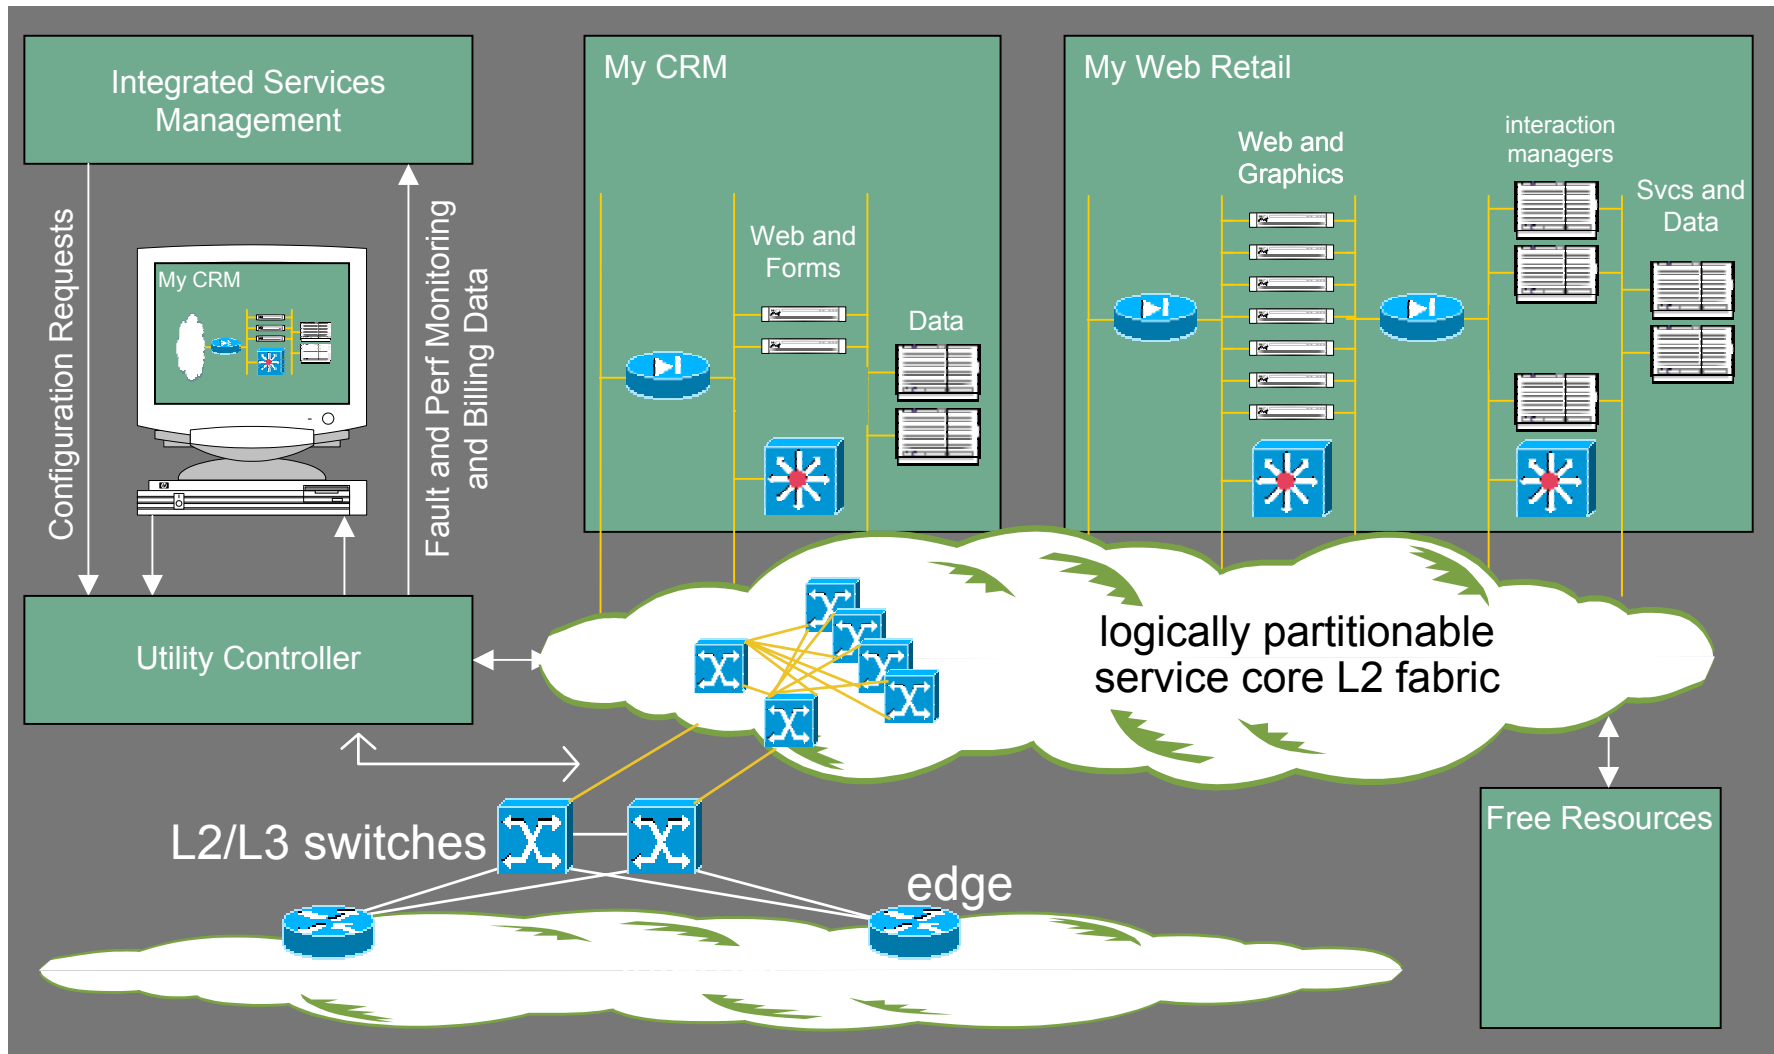 Integrated Services
Management
My CRM
My Web Retail
Configuration Requests
Fault and Perf Monitoring
and Billing Data
My CRM
Web and
Forms
Data
Web and
Graphics
interaction
managers
Svcs and
Data
Utility Controller
logically partitionable
service core L2 fabric
L2/L3 switches
edge
Free Resources